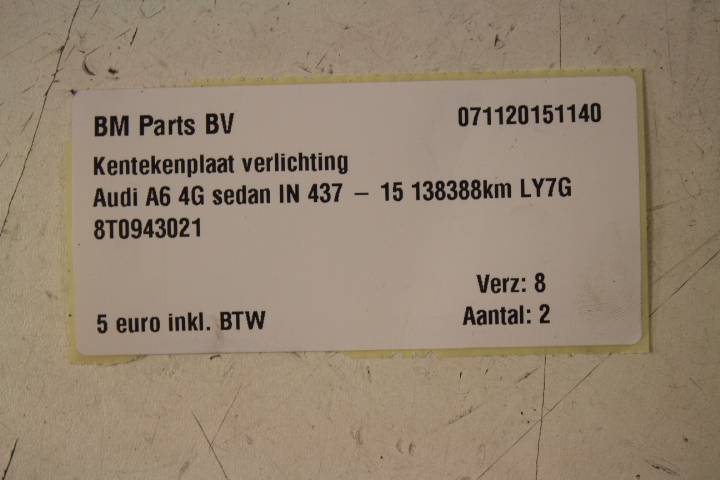 BM Parts BV 071120151140
Kentekenplaat verlichting
Audi A6 4G sedan IN 437 – 15 138388km LY7G
8T0943021
Verz: 8
5 euro inkl. BTW Aantal: 2